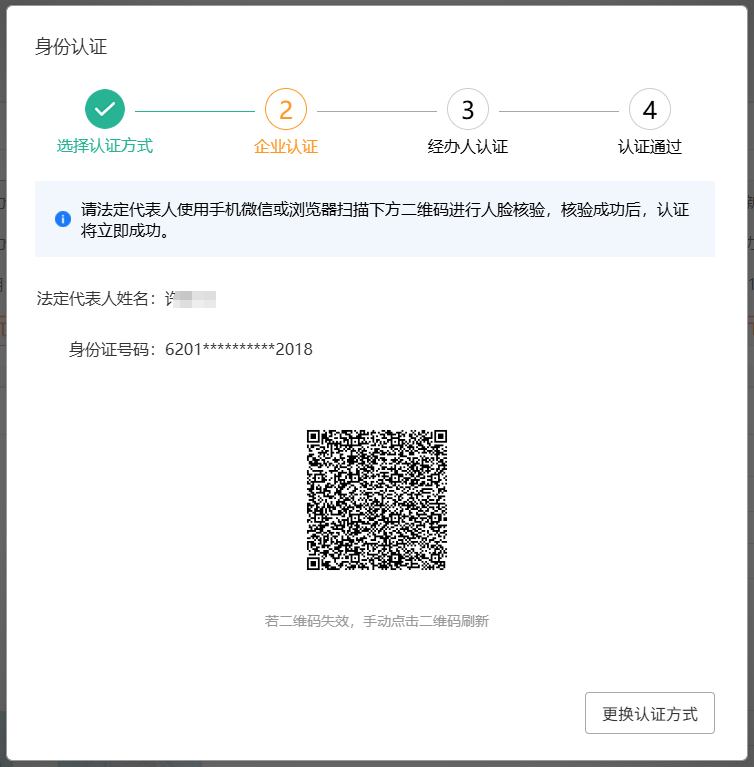 身份认证
2
3
4
选择认证方式
企业认证
经办人认证
认证通过
请法定代表人使用手机微信或浏览器扫描下方二维码进行人脸核验，核验成功后，认证
将立即成功。
法定代表人姓名：许
身份证号码：6201**********2018
若二维码失效，手动点击二维码刷新
更换认证方式